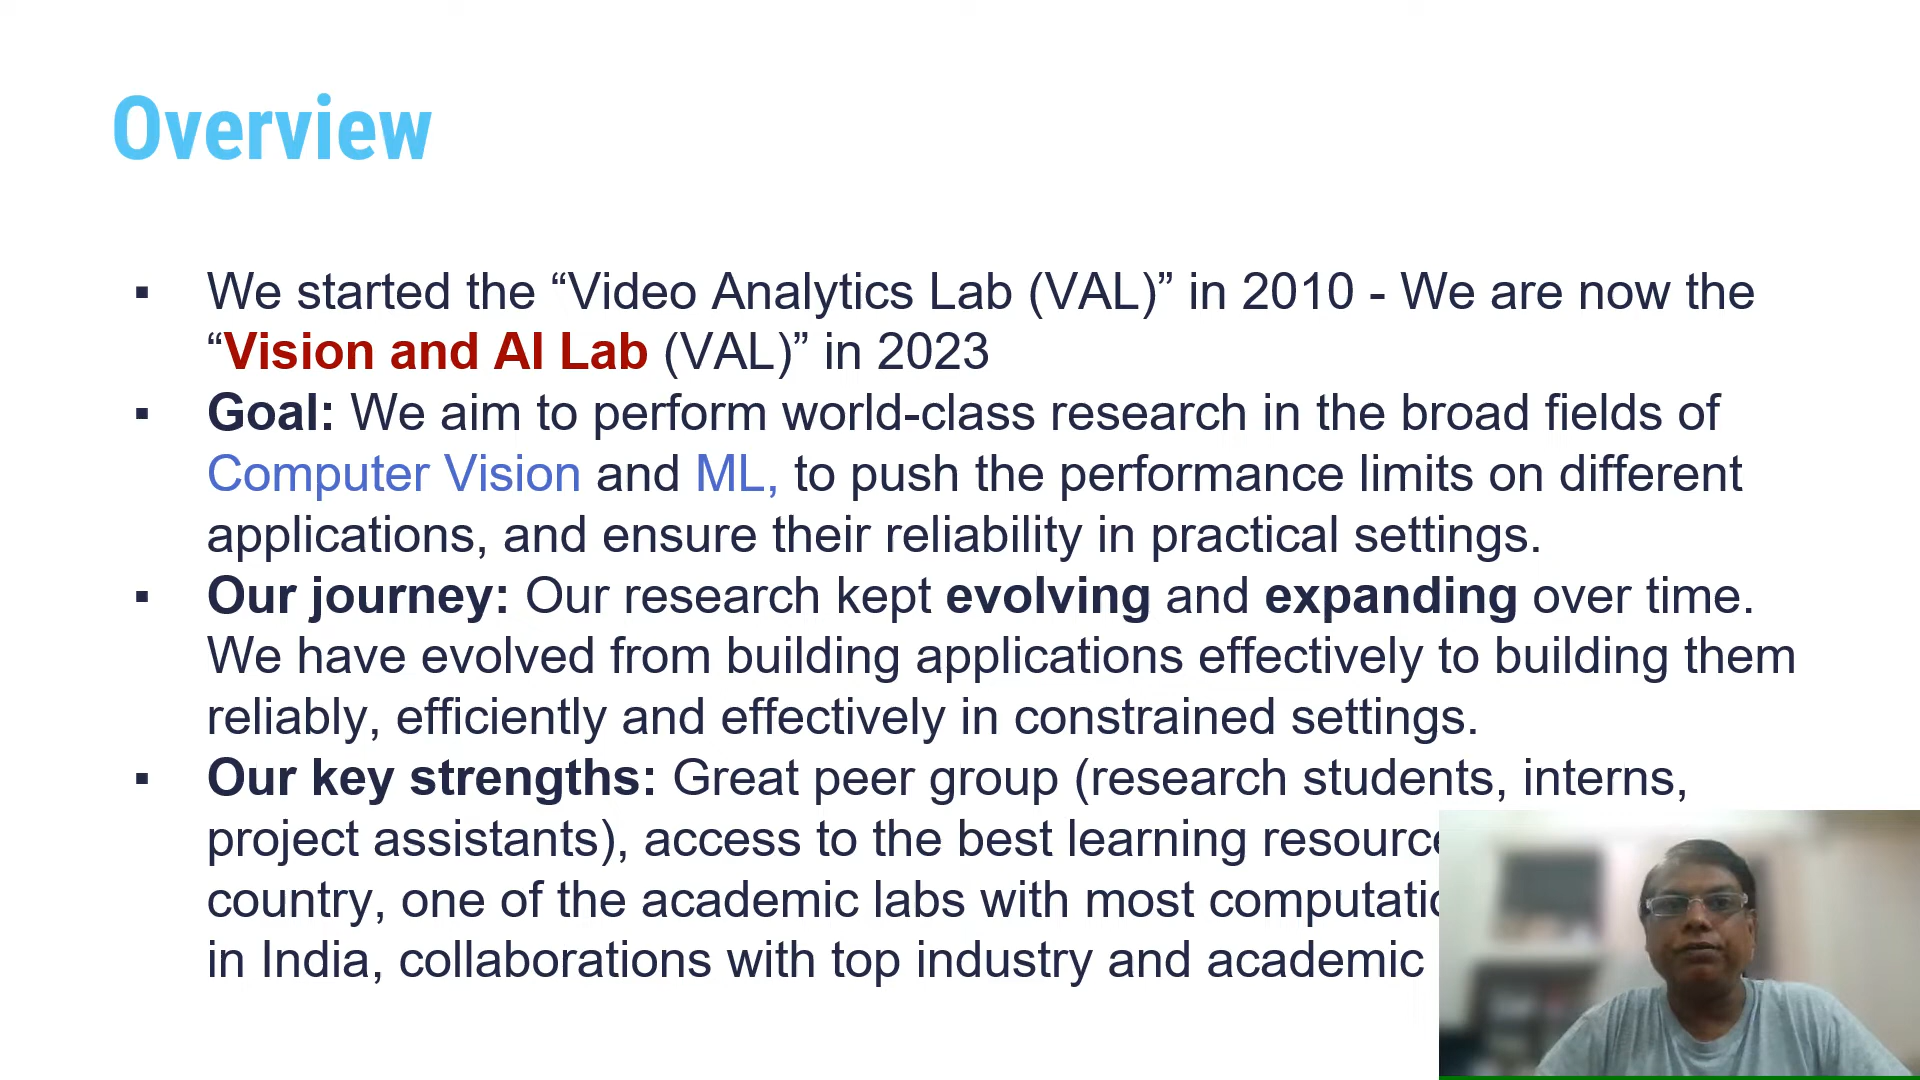 Overview
▪ We started the “Video Analytics Lab (VAL)” in 2010 - We are now the
“Vision and AI Lab (VAL)” in 2023
▪ Goal: We aim to perform world-class research in the broad fields of
Computer Vision and ML, to push the performance limits on different
applications, and ensure their reliability in practical settings.
▪ Our journey: Our research kept evolving and expanding over time.
We have evolved from building applications effectively to building them
reliably, efficiently and effectively in constrained settings.
▪ Our key strengths: Great peer group (research students, interns,
project assistants), access to the best learning
country, one of the academic labs with most
in India, collaborations with top industry and academic